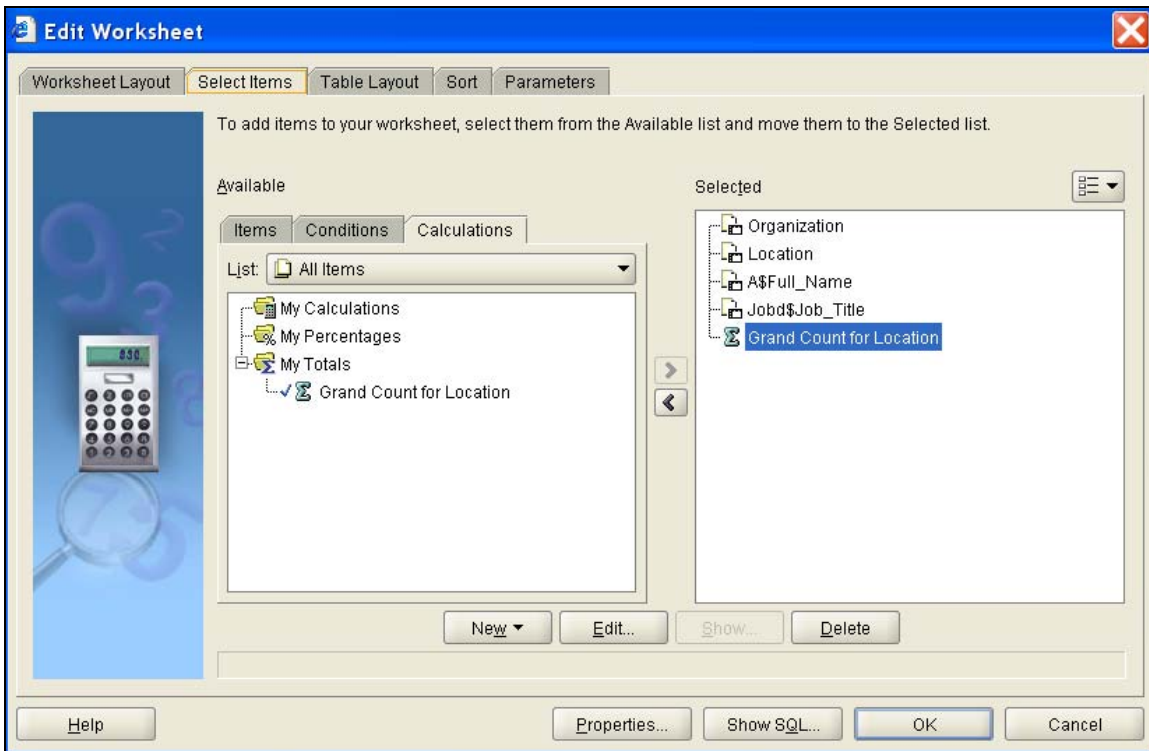 Edit Worksheet
Worksheet Layout Select Items Table Layout Sort Parameters
To add items to your worksheet, select them from the Available list and move them to the Selected list.
Available
Selected
Items Conditions Calculations
List: All Items
My Calculations
My Percentages
My Totals
Grand Count for Location
Organization
Location
A$Full_Name
Jobd$Job_Title
Grand Count for Location
New Edit... Show... Delete
Help Properties... Show SQL... OK Cancel